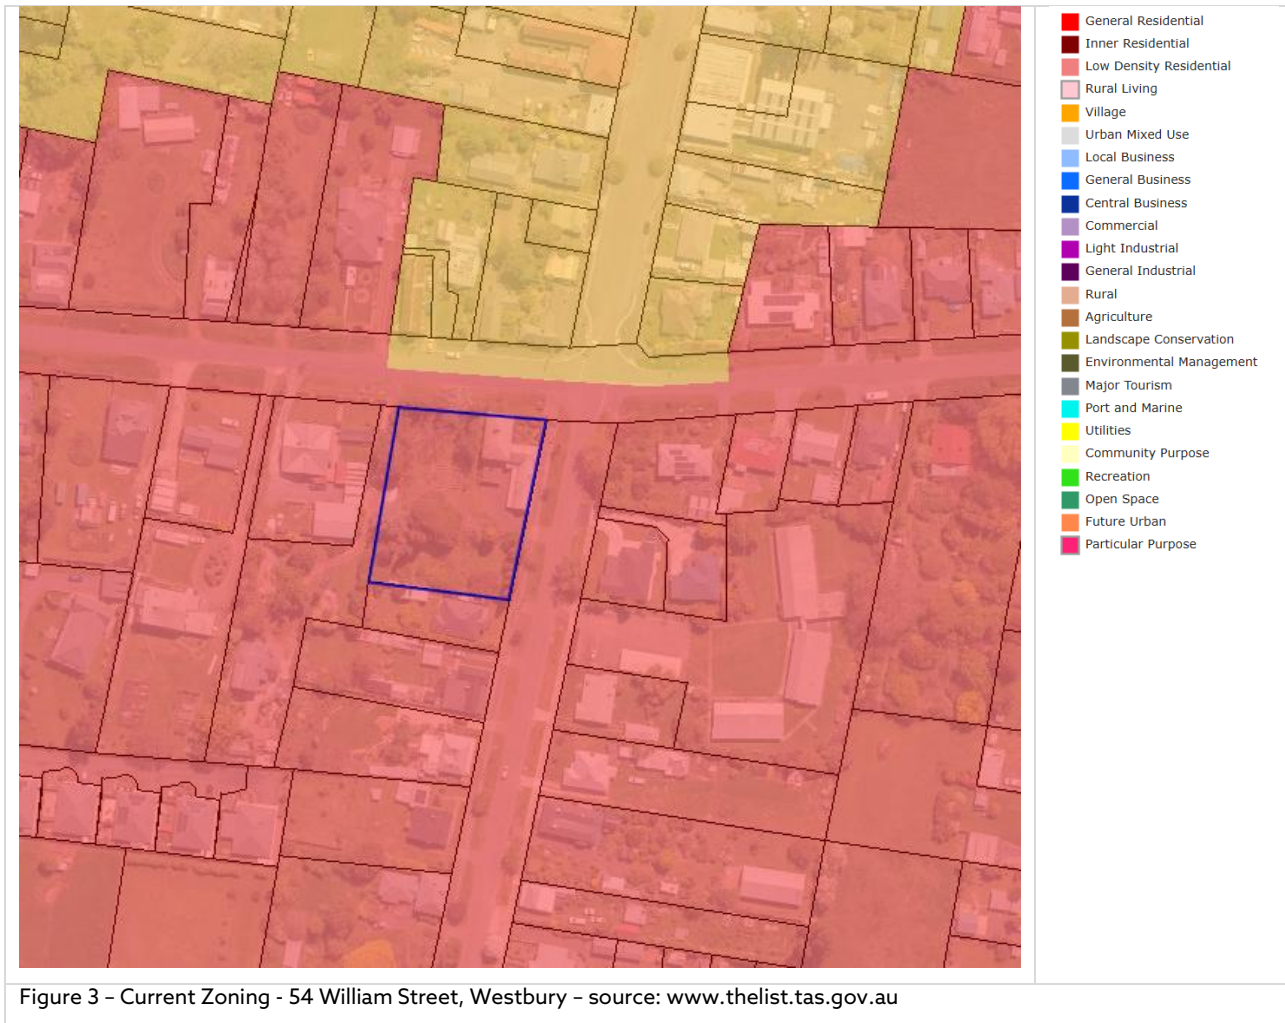 General Residential
Inner Residential
Low Density Residential
Rural Living
Village
Urban Mixed Use
Local Business
General Business
Central Business
Commercial
Light Industrial
General Industrial
Rural
Agriculture
Landscape Conservation
Environmental Management
Major Tourism
Port and Marine
Utilities
Community Purpose
Recreation
Open Space
Future Urban
Particular Purpose
Figure 3 – Current Zoning - 54 William Street, Westbury – source: www.thelist.tas.gov.au